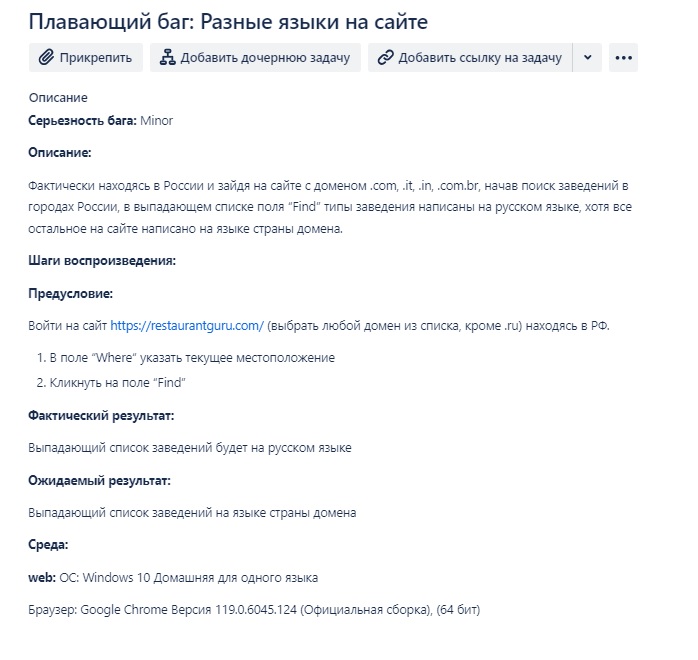 Плавающий баг: Разные языки на сайте
Прикрепить
Добавить дочернюю задачу
Добавить ссылку на задачу
Описание
Серьезность бага: Minor
Описание:
Фактически находясь в России и зайдя на сайте с доменом .com, .it, .in, .com.br, начав поиск заведений в
городах России, в выпадающем списке поля “Find” типы заведения написаны на русском языке, хотя все
остальное на сайте написано на языке страны домена.
Шаги воспроизведения:
Предусловие:
Войти на сайт https://restaurantguru.com/ (выбрать любой домен из списка, кроме .ru) находясь в РФ.
1. В поле “Where” указать текущее местоположение
2. Кликнуть на поле “Find”
Фактический результат:
Выпадающий список заведений будет на русском языке
Ожидаемый результат:
Выпадающий список заведений на языке страны домена
Среда:
web: ОС: Windows 10 Домашняя для одного языка
Браузер: Google Chrome Версия 119.0.6045.124 (Официальная сборка), (64 бит)